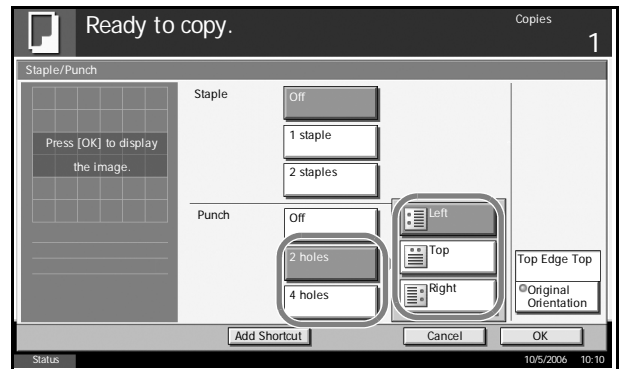 Ready to copy.
Copies
1
Staple/Punch
Press [OK] to display
the image.
Staple
Off
1 staple
2 staples
Punch
Off
2 holes
4 holes
Left
Top
Right
Top Edge Top
Original
Orientation
Add Shortcut
Cancel
OK
Status
10/5/2006 10:10